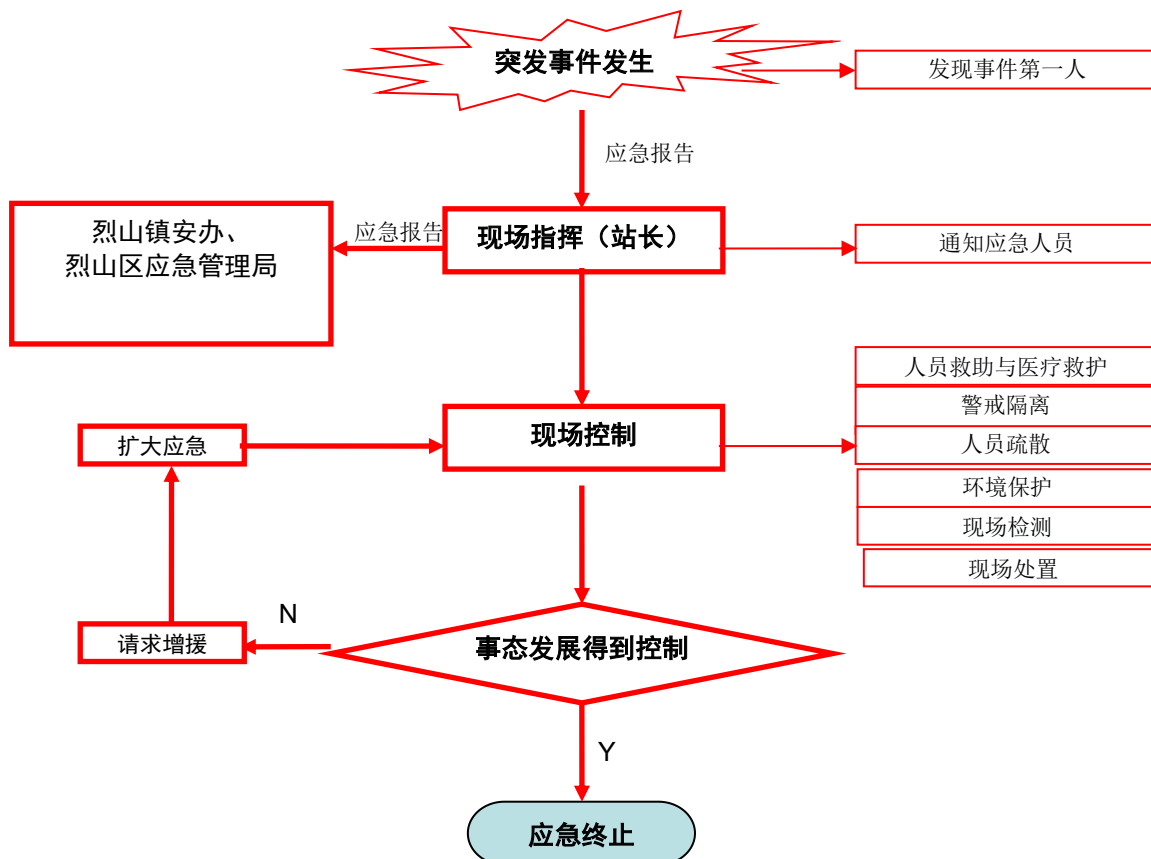 突发事件发生
发现事件第一人
应急报告
烈山镇安办、
烈山区应急管理局
应急报告
现场指挥（站长）
通知应急人员
人员救助与医疗救护
警戒隔离
扩大应急
现场控制
人员疏散
环境保护
现场检测
现场处置
N
请求增援
事态发展得到控制
Y
应急终止